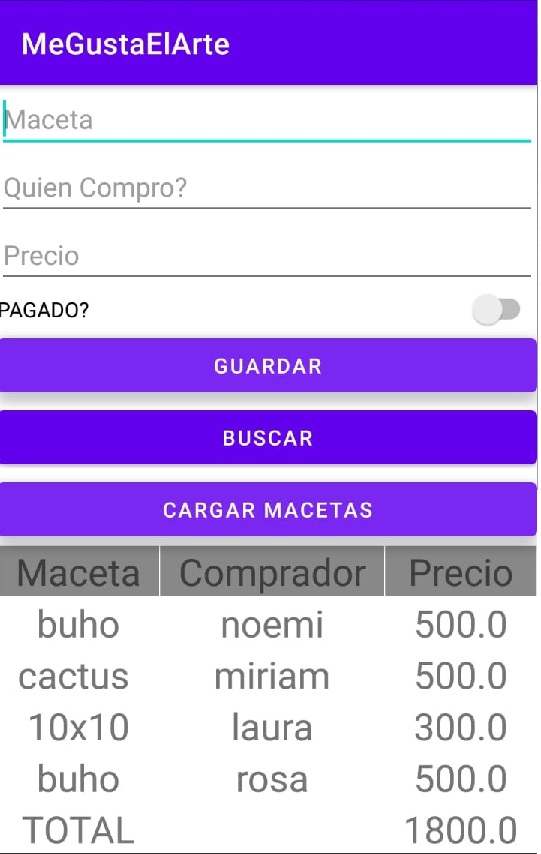 MeGustaElArte
Maceta
Quien Compro?
Precio
PAGADO?
GUARDAR
BUSCAR
CARGAR MACETAS
Maceta Comprador Precio
buho noemi 500.0
cactus miriam 500.0
10x10 laura 300.0
buho rosa 500.0
TOTAL 1800.0